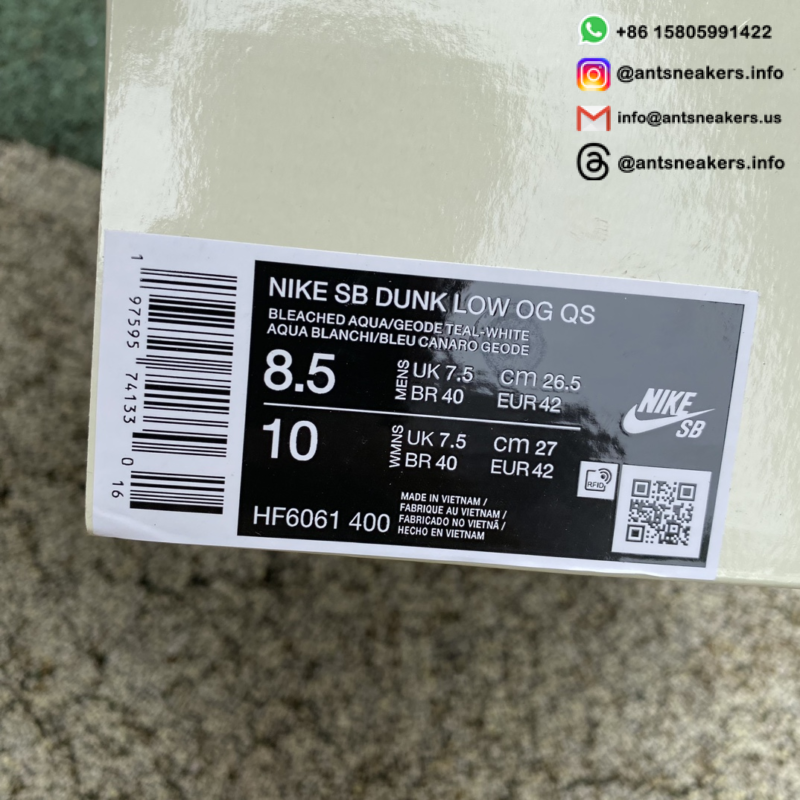 +86 15805991422
@antsneakers.info
info@antsneakers.us
@antsneakers.info
NIKE SB DUNK LOW OG QS
BLEACHED AQUA/GEODE TEAL-WHITE
AQUA BLANCHI/BLEU CANARD GEODE
8.5
MENS
UK 7.5 cm 26.5
BR 40 EUR 42
10
WMNS
UK 7.5 cm 27
BR 40 EUR 42
HF6061 400
MADE IN VIETNAM /
FABRIQUE AU VIETNAM /
FABRICADO NO VIETNÃ /
HECHO EN VIETNAM
NIKE
SB
RFID
1 97595 74133 0 16